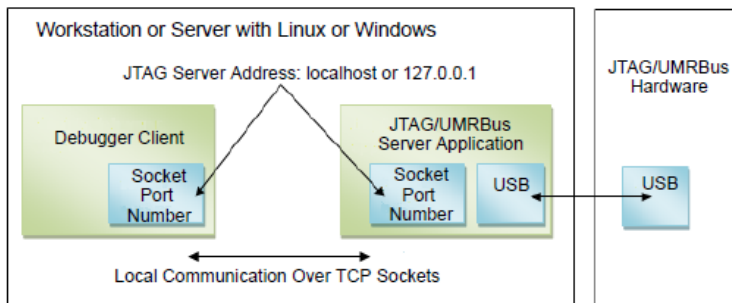 Workstation or Server with Linux or Windows
JTAG Server Address: localhost or 127.0.0.1
JTAG/UMRBus
Hardware
Debugger Client
JTAG/UMRBus
Server Application
Socket
Port
Number
Socket
Port
Number
USB
USB
Local Communication Over TCP Sockets